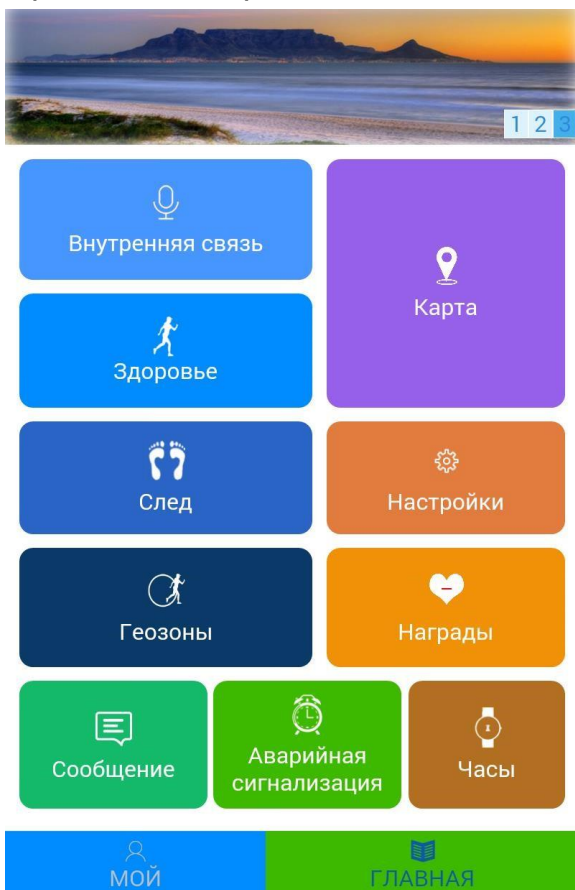 1 2 3
Внутренняя связь
Карта
Здоровье
След
Настройки
Геозоны
Награды
Сообщение
Аварийная
сигнализация
Часы
МОЙ
ГЛАВНАЯ